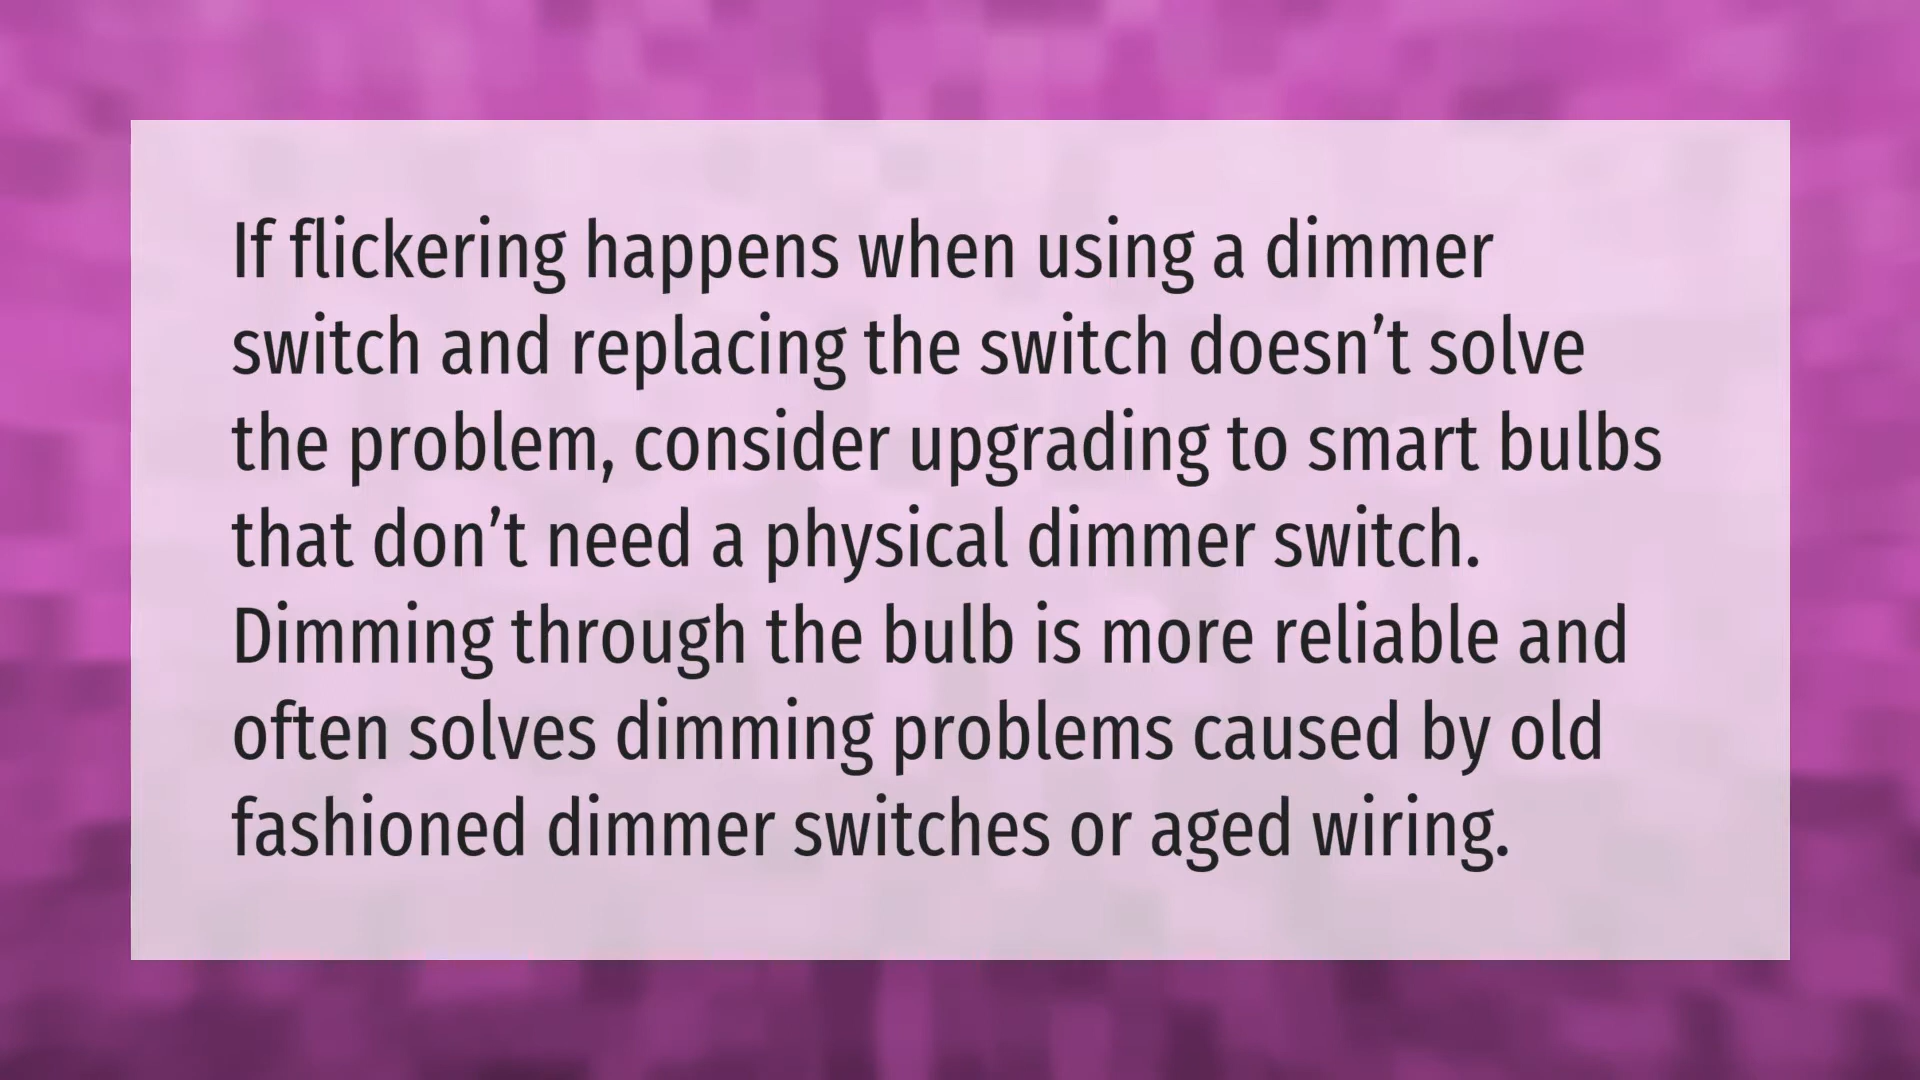 If flickering happens when using a dimmer
switch and replacing the switch doesn’t solve
the problem, consider upgrading to smart bulbs
that don’t need a physical dimmer switch.
Dimming through the bulb is more reliable and
often solves dimming problems caused by old
fashioned dimmer switches or aged wiring.